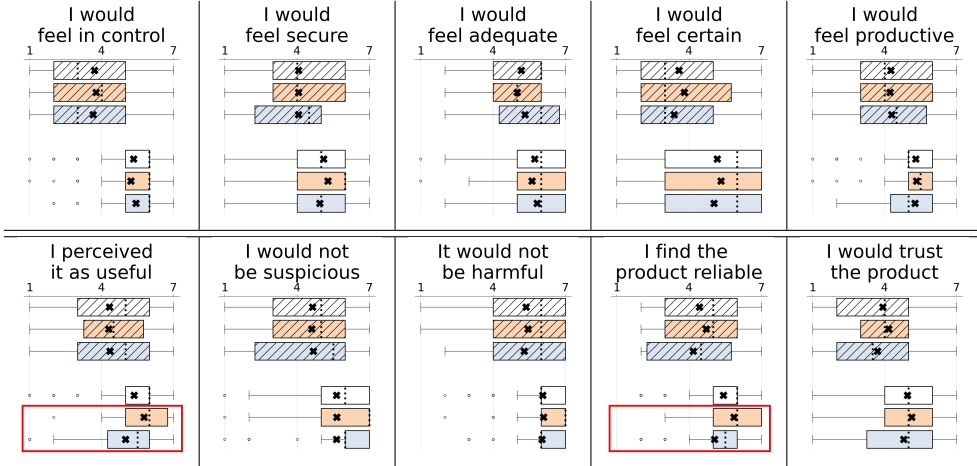 I would
feel in control
I would
feel secure
I would
feel adequate
I would
feel certain
I would
feel productive
1 4 7
1 4 7
1 4 7
1 4 7
1 4 7
I perceived
it as useful
I would not
be suspicious
It would not
be harmful
I find the
product reliable
I would trust
the product
1 4 7
1 4 7
1 4 7
1 4 7
1 4 7